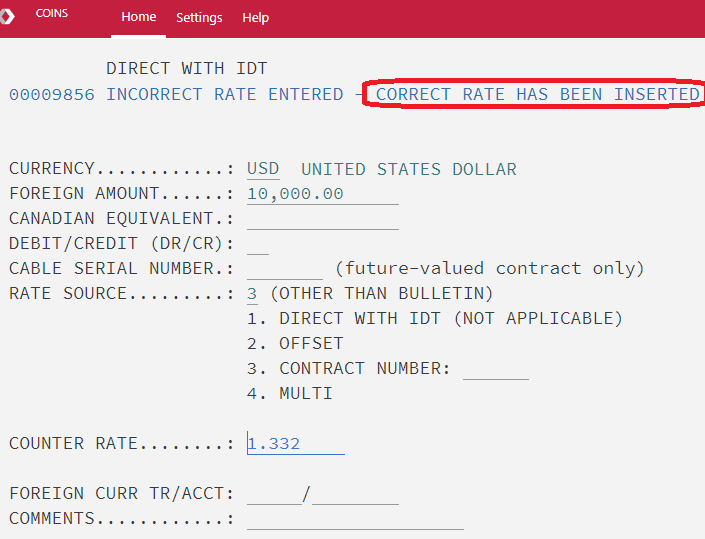 COINS Home Settings Help
DIRECT WITH IDT
00009856 INCORRECT RATE ENTERED - CORRECT RATE HAS BEEN INSERTED
CURRENCY............: USD UNITED STATES DOLLAR
FOREIGN AMOUNT......: 10,000.00
CANADIAN EQUIVALENT.:
DEBIT/CREDIT (DR/CR):
CABLE SERIAL NUMBER.: (future-valued contract only)
RATE SOURCE.........: 3 (OTHER THAN BULLETIN)
1. DIRECT WITH IDT (NOT APPLICABLE)
2. OFFSET
3. CONTRACT NUMBER:
4. MULTI
COUNTER RATE........: 1.332
FOREIGN CURR TR/ACCT: /
COMMENTS............: